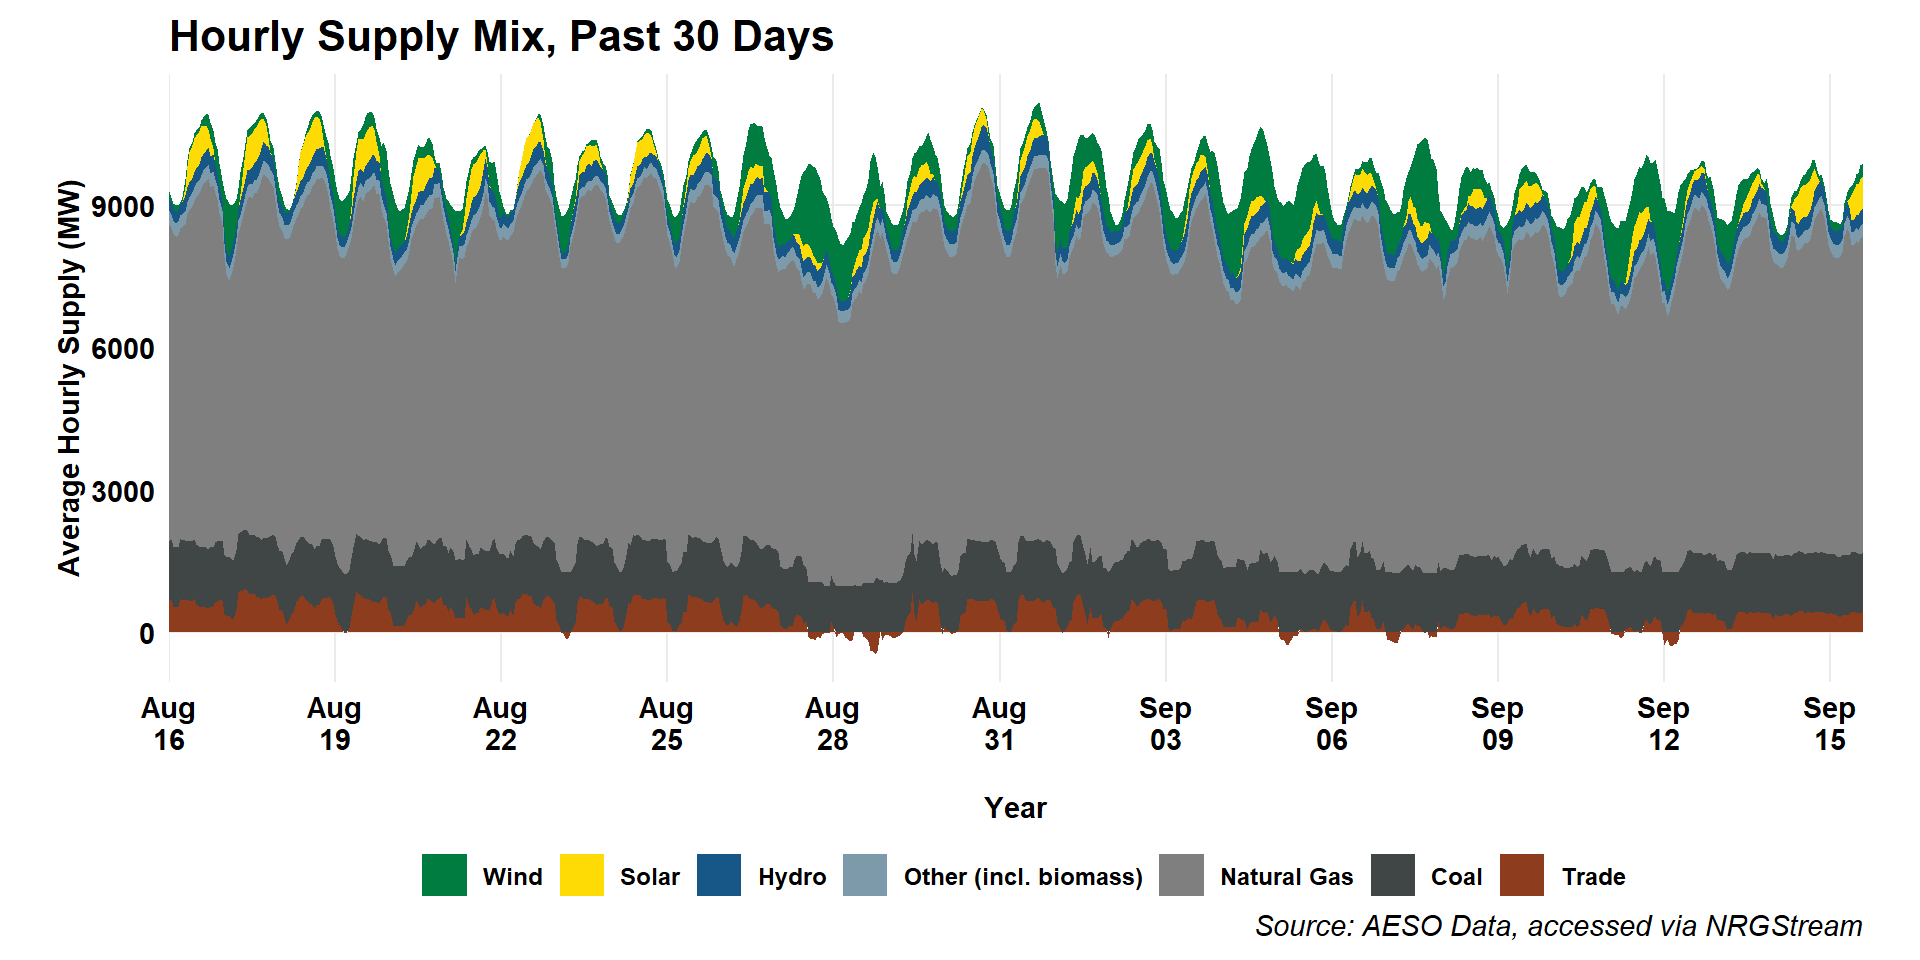 Hourly Supply Mix, Past 30 Days
Average Hourly Supply (MW)
9000
6000
3000
0
Aug 16
Aug 19
Aug 22
Aug 25
Aug 28
Aug 31
Sep 03
Sep 06
Sep 09
Sep 12
Sep 15
Year
Wind
Solar
Hydro
Other (incl. biomass)
Natural Gas
Coal
Trade
Source: AESO Data, accessed via NRGStream